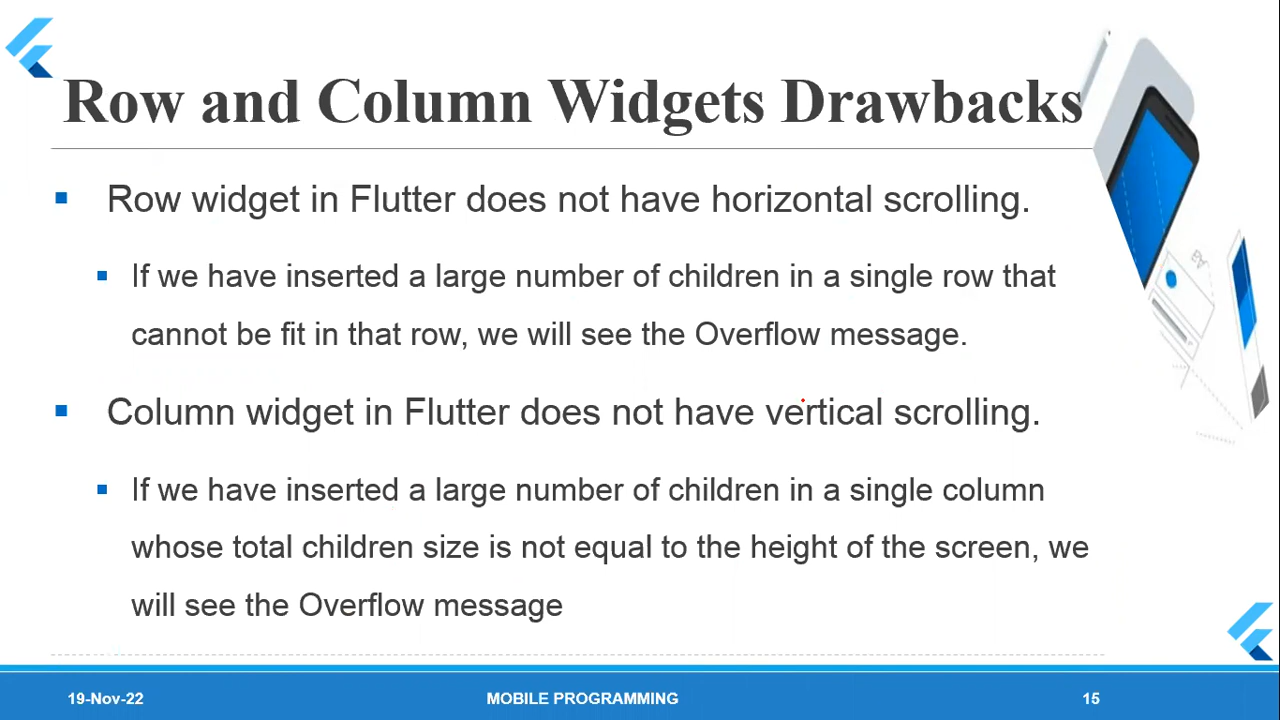 Row and Column Widgets Drawbacks
Row widget in Flutter does not have horizontal scrolling.
If we have inserted a large number of children in a single row that
cannot be fit in that row, we will see the Overflow message.
Column widget in Flutter does not have vertical scrolling.
If we have inserted a large number of children in a single column
whose total children size is not equal to the height of the screen, we
will see the Overflow message
19-Nov-22 MOBILE PROGRAMMING 15